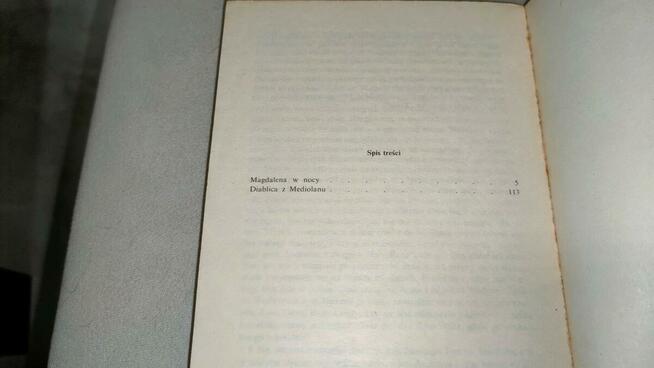 Spis treści
Magdalena w nocy . . . . . . . . . . . 5
Diablica z Mediolanu . . . . . . . . . . . 113